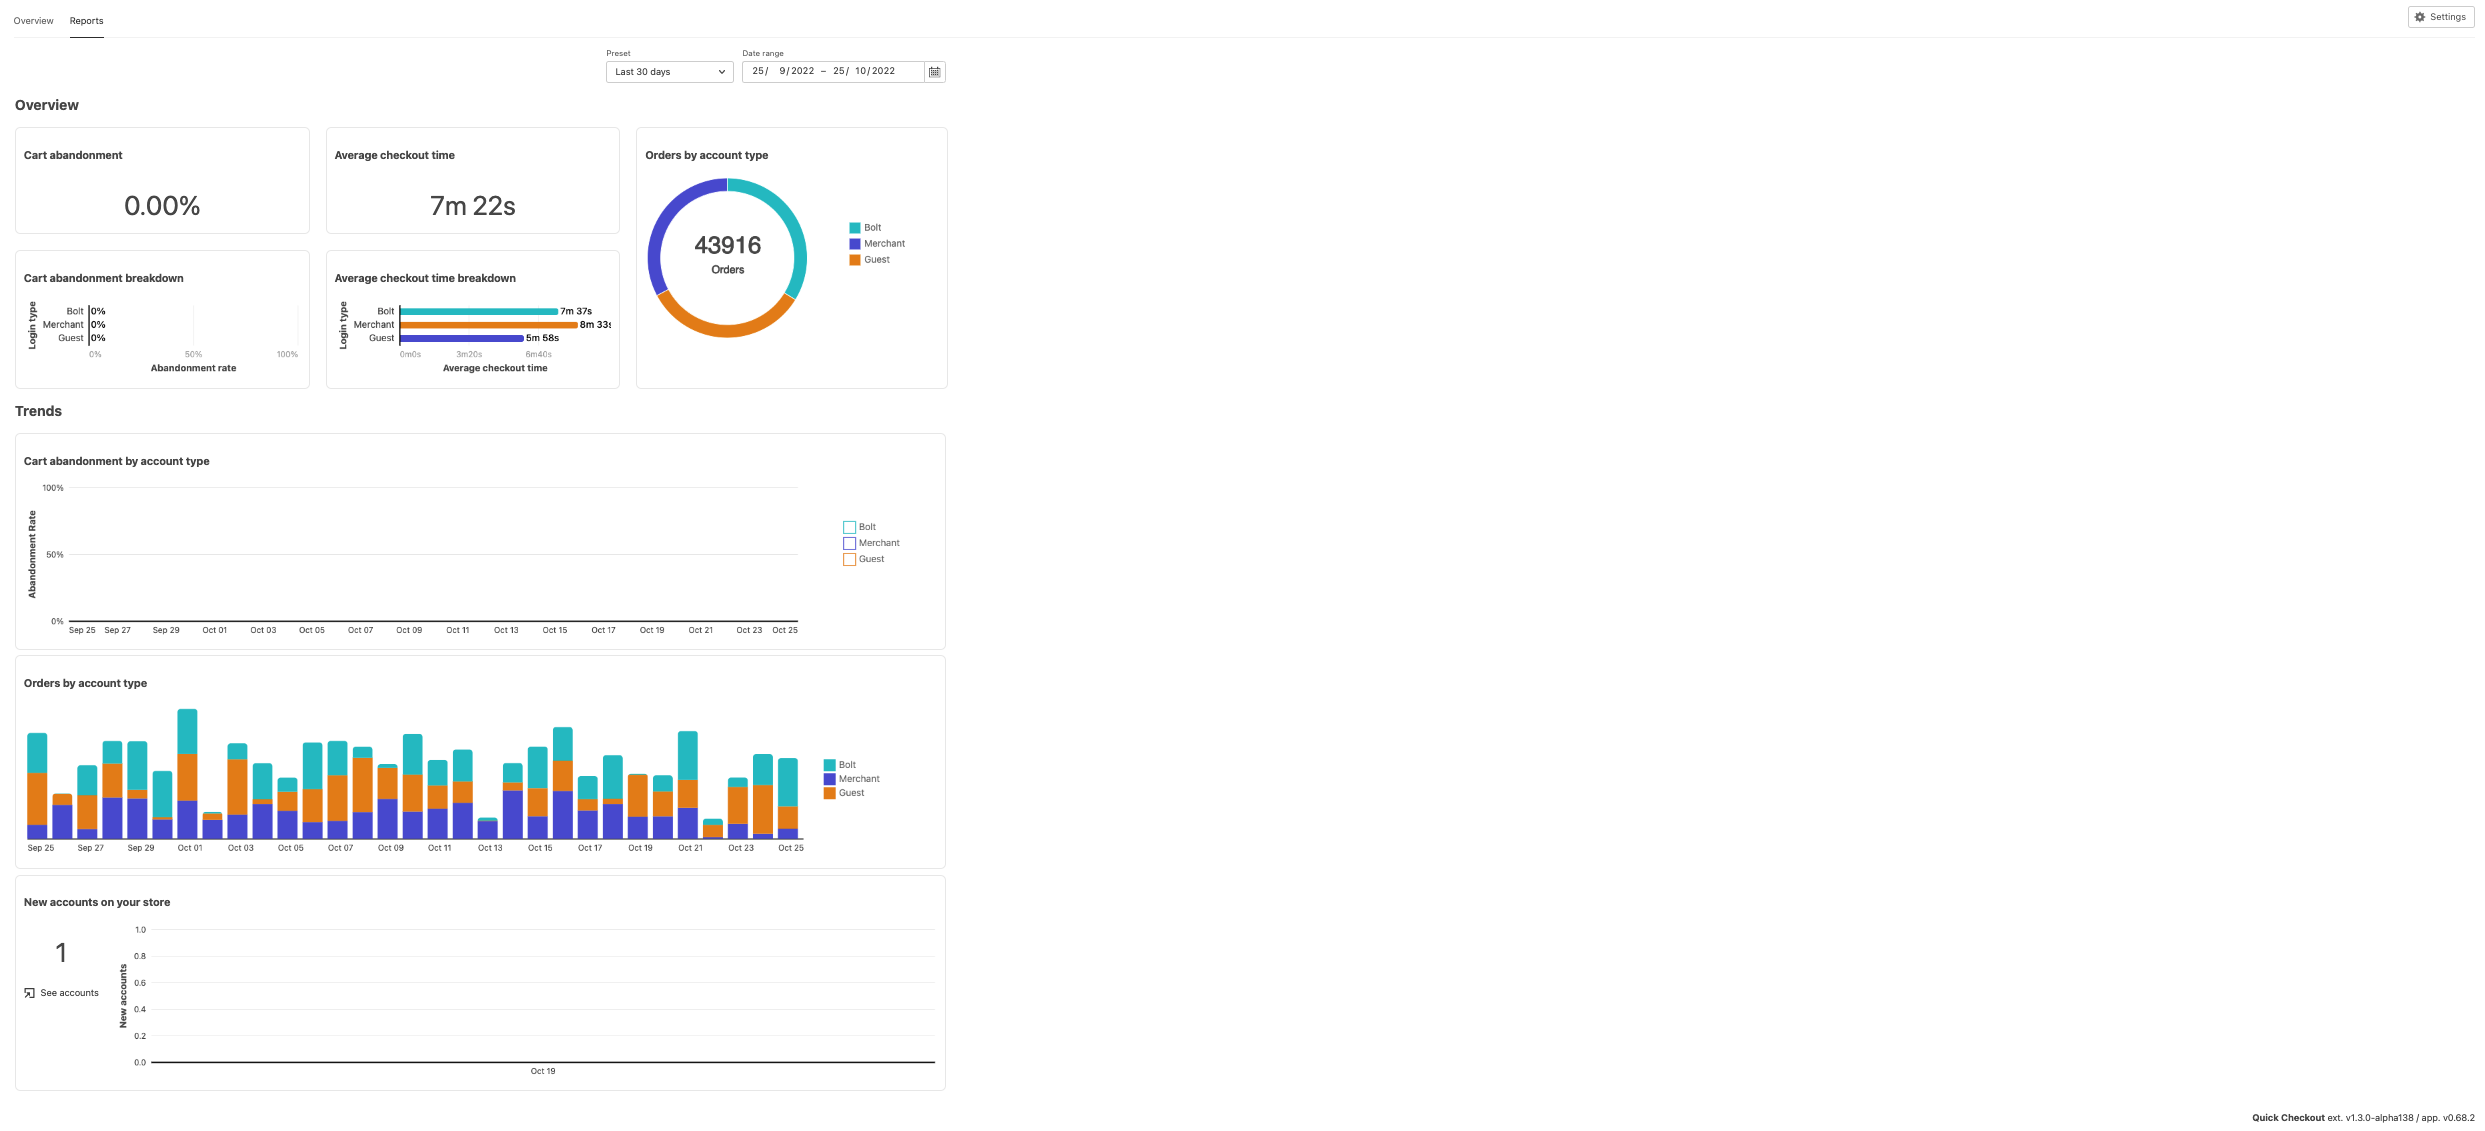 Overview Reports Settings
Preset Date range
Last 30 days 25/ 9/2022 – 25/ 10/2022
Overview
Cart abandonment
0.00%
Average checkout time
7m 22s
Orders by account type
43916
Orders
Bolt
Merchant
Guest
Cart abandonment breakdown
Login type
Bolt 0%
Merchant 0%
Guest 0%
0% 50% 100%
Abandonment rate
Average checkout time breakdown
Login type
Bolt 7m 37s
Merchant 8m 33s
Guest 5m 58s
0m0s 3m20s 6m40s
Average checkout time
Trends
Cart abandonment by account type
Abandonment Rate
100%
50%
0%
Sep 25 Sep 27 Sep 29 Oct 01 Oct 03 Oct 05 Oct 07 Oct 09 Oct 11 Oct 13 Oct 15 Oct 17 Oct 19 Oct 21 Oct 23 Oct 25
Bolt
Merchant
Guest
Orders by account type
Sep 25 Sep 27 Sep 29 Oct 01 Oct 03 Oct 05 Oct 07 Oct 09 Oct 11 Oct 13 Oct 15 Oct 17 Oct 19 Oct 21 Oct 23 Oct 25
Bolt
Merchant
Guest
New accounts on your store
1
See accounts
New accounts
1.0
0.8
0.6
0.4
0.2
0.0
Oct 19
Quick Checkout ext. v1.3.0-alpha138 / app. v0.68.2